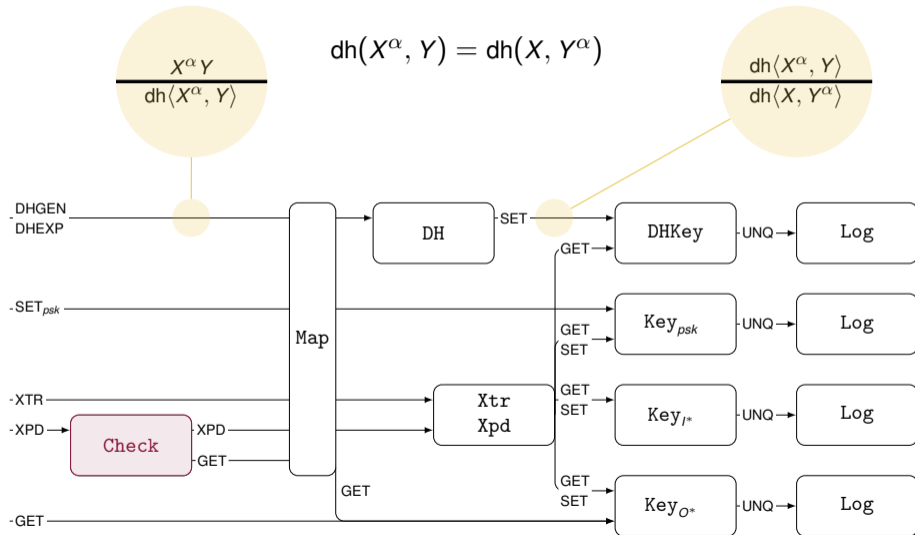 dh(X^α, Y) = dh(X, Y^α)
X^α Y
dh⟨X^α, Y⟩
dh⟨X^α, Y⟩
dh⟨X, Y^α⟩
DHGEN
DHEXP
DH
SET
GET
DHKey
UNQ
Log
SET_psk
Map
GET
SET
Key_psk
UNQ
Log
XTR
XPD
Check
XPD
GET
Xtr
Xpd
GET
SET
Key_I*
UNQ
Log
GET
GET
SET
Key_O*
UNQ
Log
GET